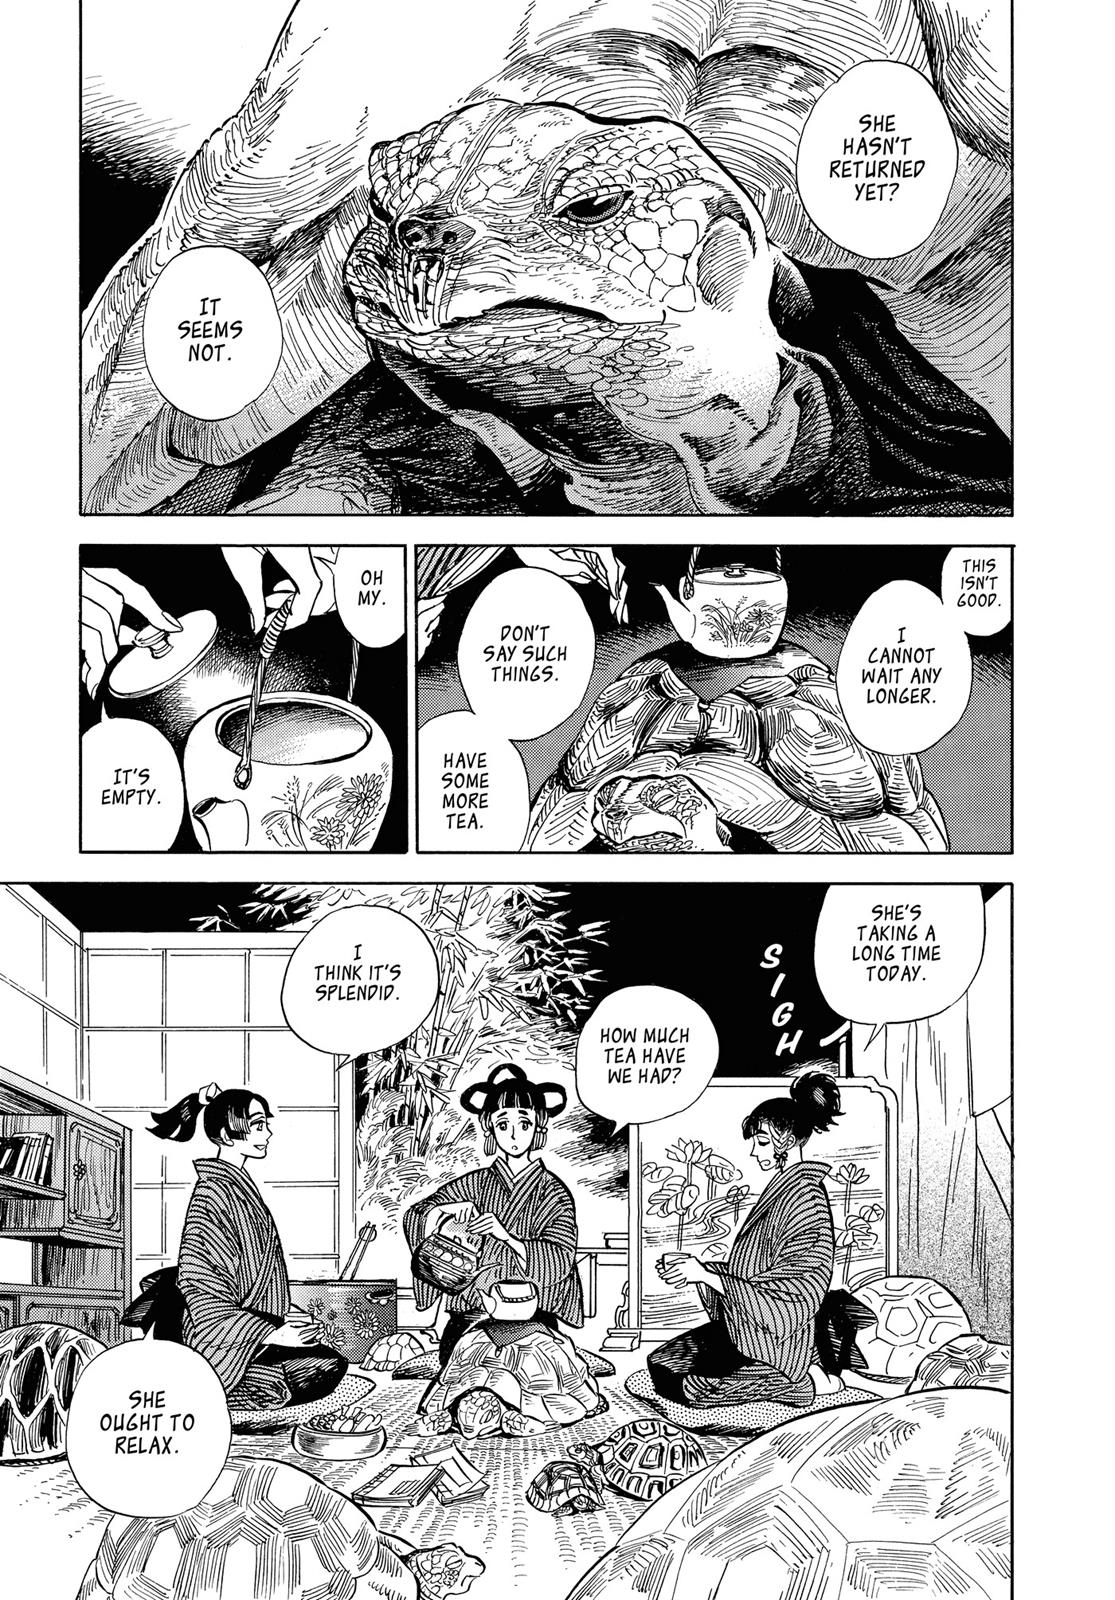 SHE
HASN'T
RETURNED
YET?
IT
SEEMS
NOT.
THIS
ISN'T
GOOD.
I
CANNOT
WAIT ANY
LONGER.
DON'T
SAY SUCH
THINGS.
HAVE
SOME
MORE
TEA.
OH
MY.
IT'S
EMPTY.
SHE'S
TAKING A
LONG TIME
TODAY.
SIGH
HOW MUCH
TEA HAVE
WE HAD?
I
THINK IT'S
SPLENDID.
SHE
OUGHT TO
RELAX.